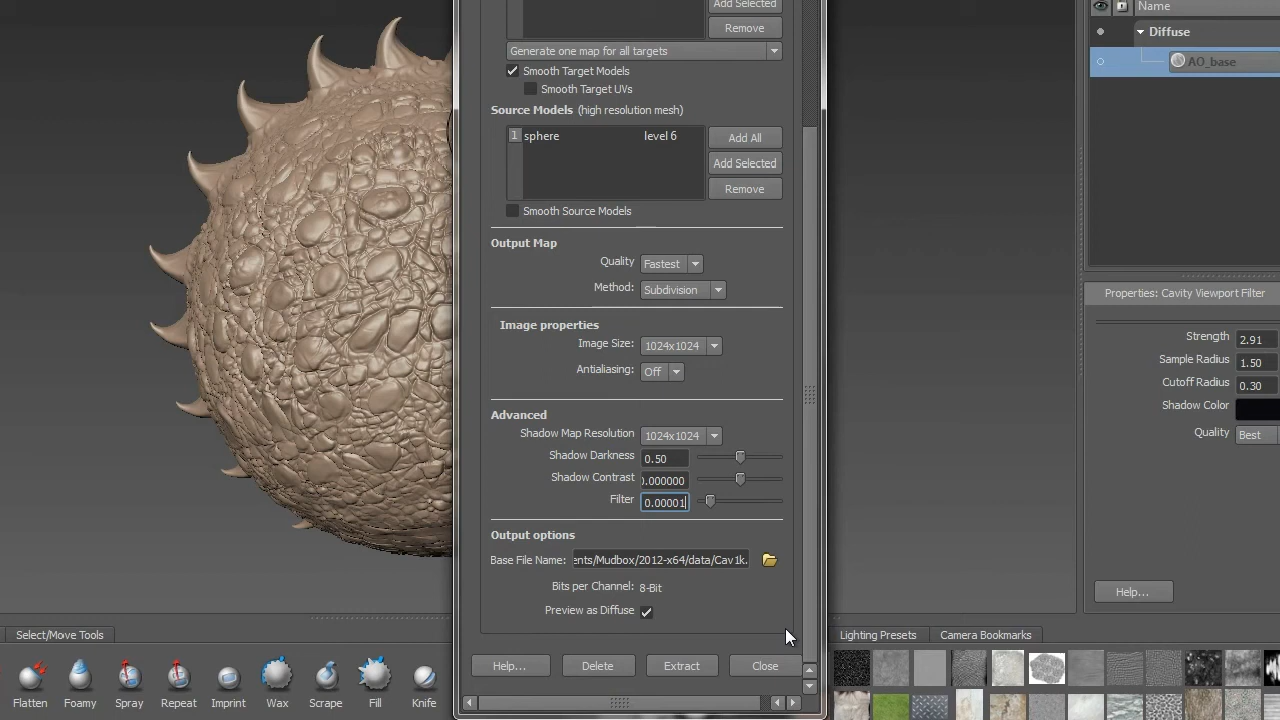 Add Selected
Remove
Generate one map for all targets
Smooth Target Models
Smooth Target UVs
Source Models (high resolution mesh)
1 sphere level 6
Add All
Add Selected
Remove
Smooth Source Models
Output Map
Quality Fastest
Method: Subdivision
Image properties
Image Size: 1024x1024
Antialiasing: Off
Advanced
Shadow Map Resolution 1024x1024
Shadow Darkness 0.50
Shadow Contrast 0.000000
Filter 0.00001
Output options
Base File Name: ents/Mudbox/2012-x64/data/Cav1k.
Bits per Channel: 8-Bit
Preview as Diffuse
Help... Delete Extract Close
Name
Diffuse
AO_base
Properties: Cavity Viewport Filter
Strength 2.91
Sample Radius 1.50
Cutoff Radius 0.30
Shadow Color
Quality Best
Help...
Select/Move Tools
Flatten Foamy Spray Repeat Imprint Wax Scrape Fill Knife
Lighting Presets Camera Bookmarks